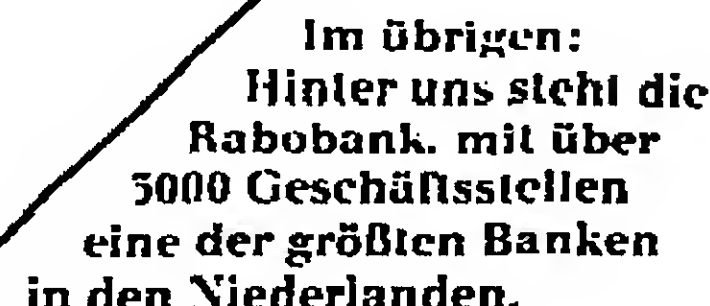 Im übrigen:
Hinter uns steht die
Rabobank, mit über
3000 Geschäftsstellen
eine der größten Banken
in den Niederlanden.